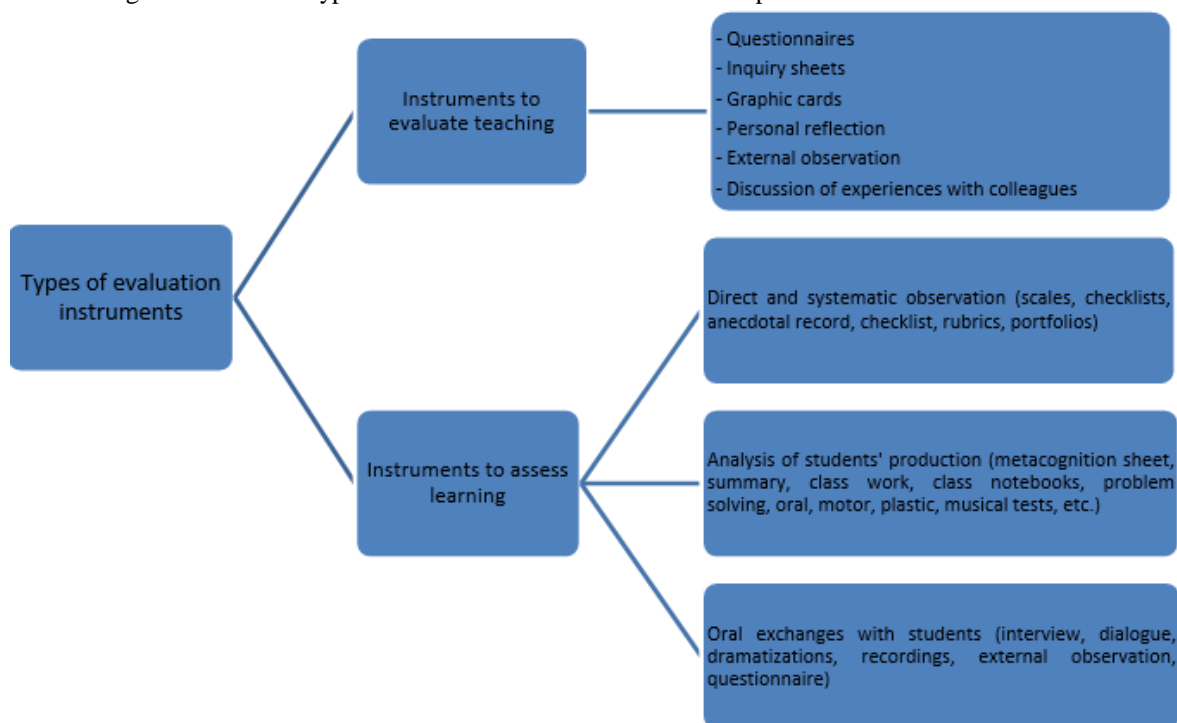 Types of evaluation
instruments
Instruments to
evaluate teaching
- Questionnaires
- Inquiry sheets
- Graphic cards
- Personal reflection
- External observation
- Discussion of experiences with colleagues
Instruments to assess
learning
Direct and systematic observation (scales, checklists,
anecdotal record, checklist, rubrics, portfolios)
Analysis of students' production (metacognition sheet,
summary, class work, class notebooks, problem
solving, oral, motor, plastic, musical tests, etc.)
Oral exchanges with students (interview, dialogue,
dramatizations, recordings, external observation,
questionnaire)